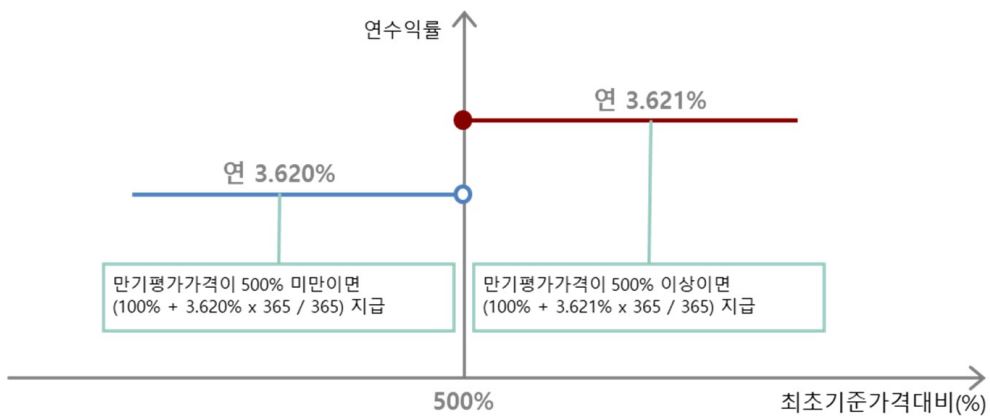 연수익률
연 3.621%
연 3.620%
만기평가가격이 500% 미만이면
(100% + 3.620% x 365 / 365) 지급
만기평가가격이 500% 이상이면
(100% + 3.621% x 365 / 365) 지급
500%
최초기준가격대비(%)